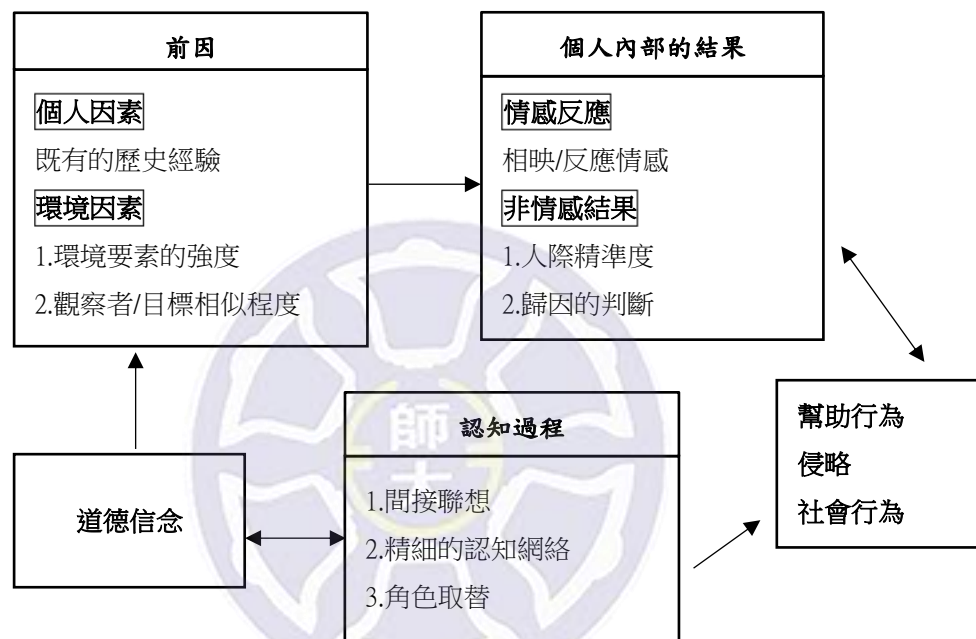 前因
個人因素
既有的歷史經驗
環境因素
1.環境要素的強度
2.觀察者/目標相似程度
個人內部的結果
情感反應
相映/反應情感
非情感結果
1.人際精準度
2.歸因的判斷
道德信念
認知過程
1.間接聯想
2.精細的認知網絡
3.角色取替
幫助行為
侵略
社會行為
師
大